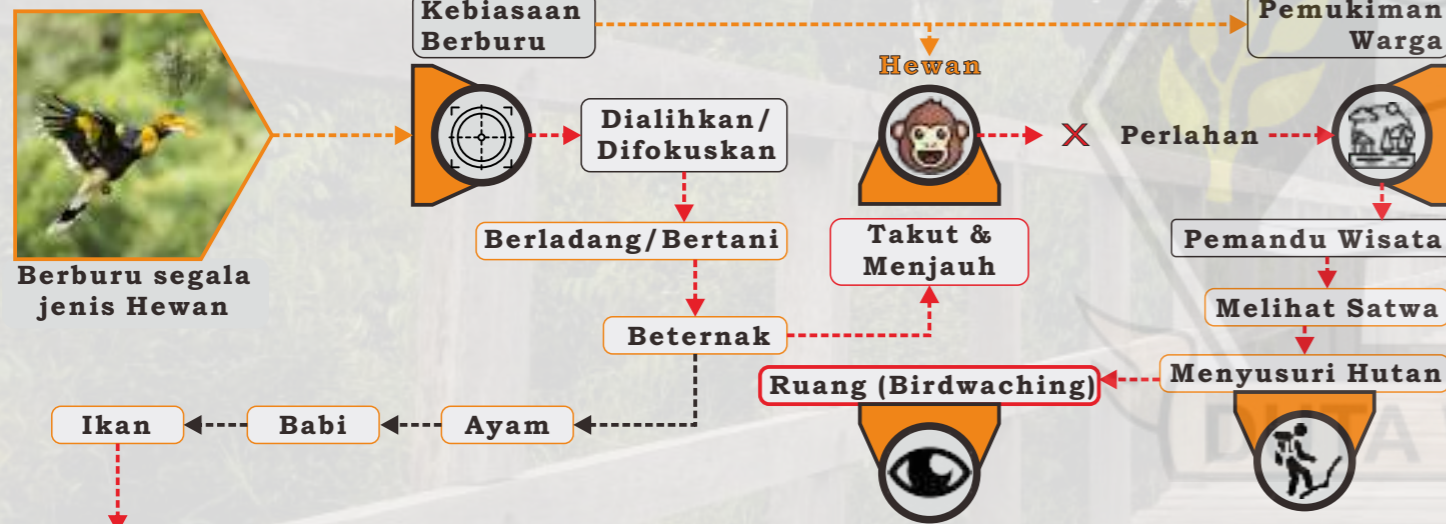 Kebiasaan
Berburu
Pemukiman
Warga
Hewan
Dialihkan/
Difokuskan
X
Perlahan
Berladang/Bertani
Takut &
Menjauh
Pemandu Wisata
Berburu segala
jenis Hewan
Melihat Satwa
Beternak
Menyusuri Hutan
Ruang (Birdwaching)
Ikan
Babi
Ayam